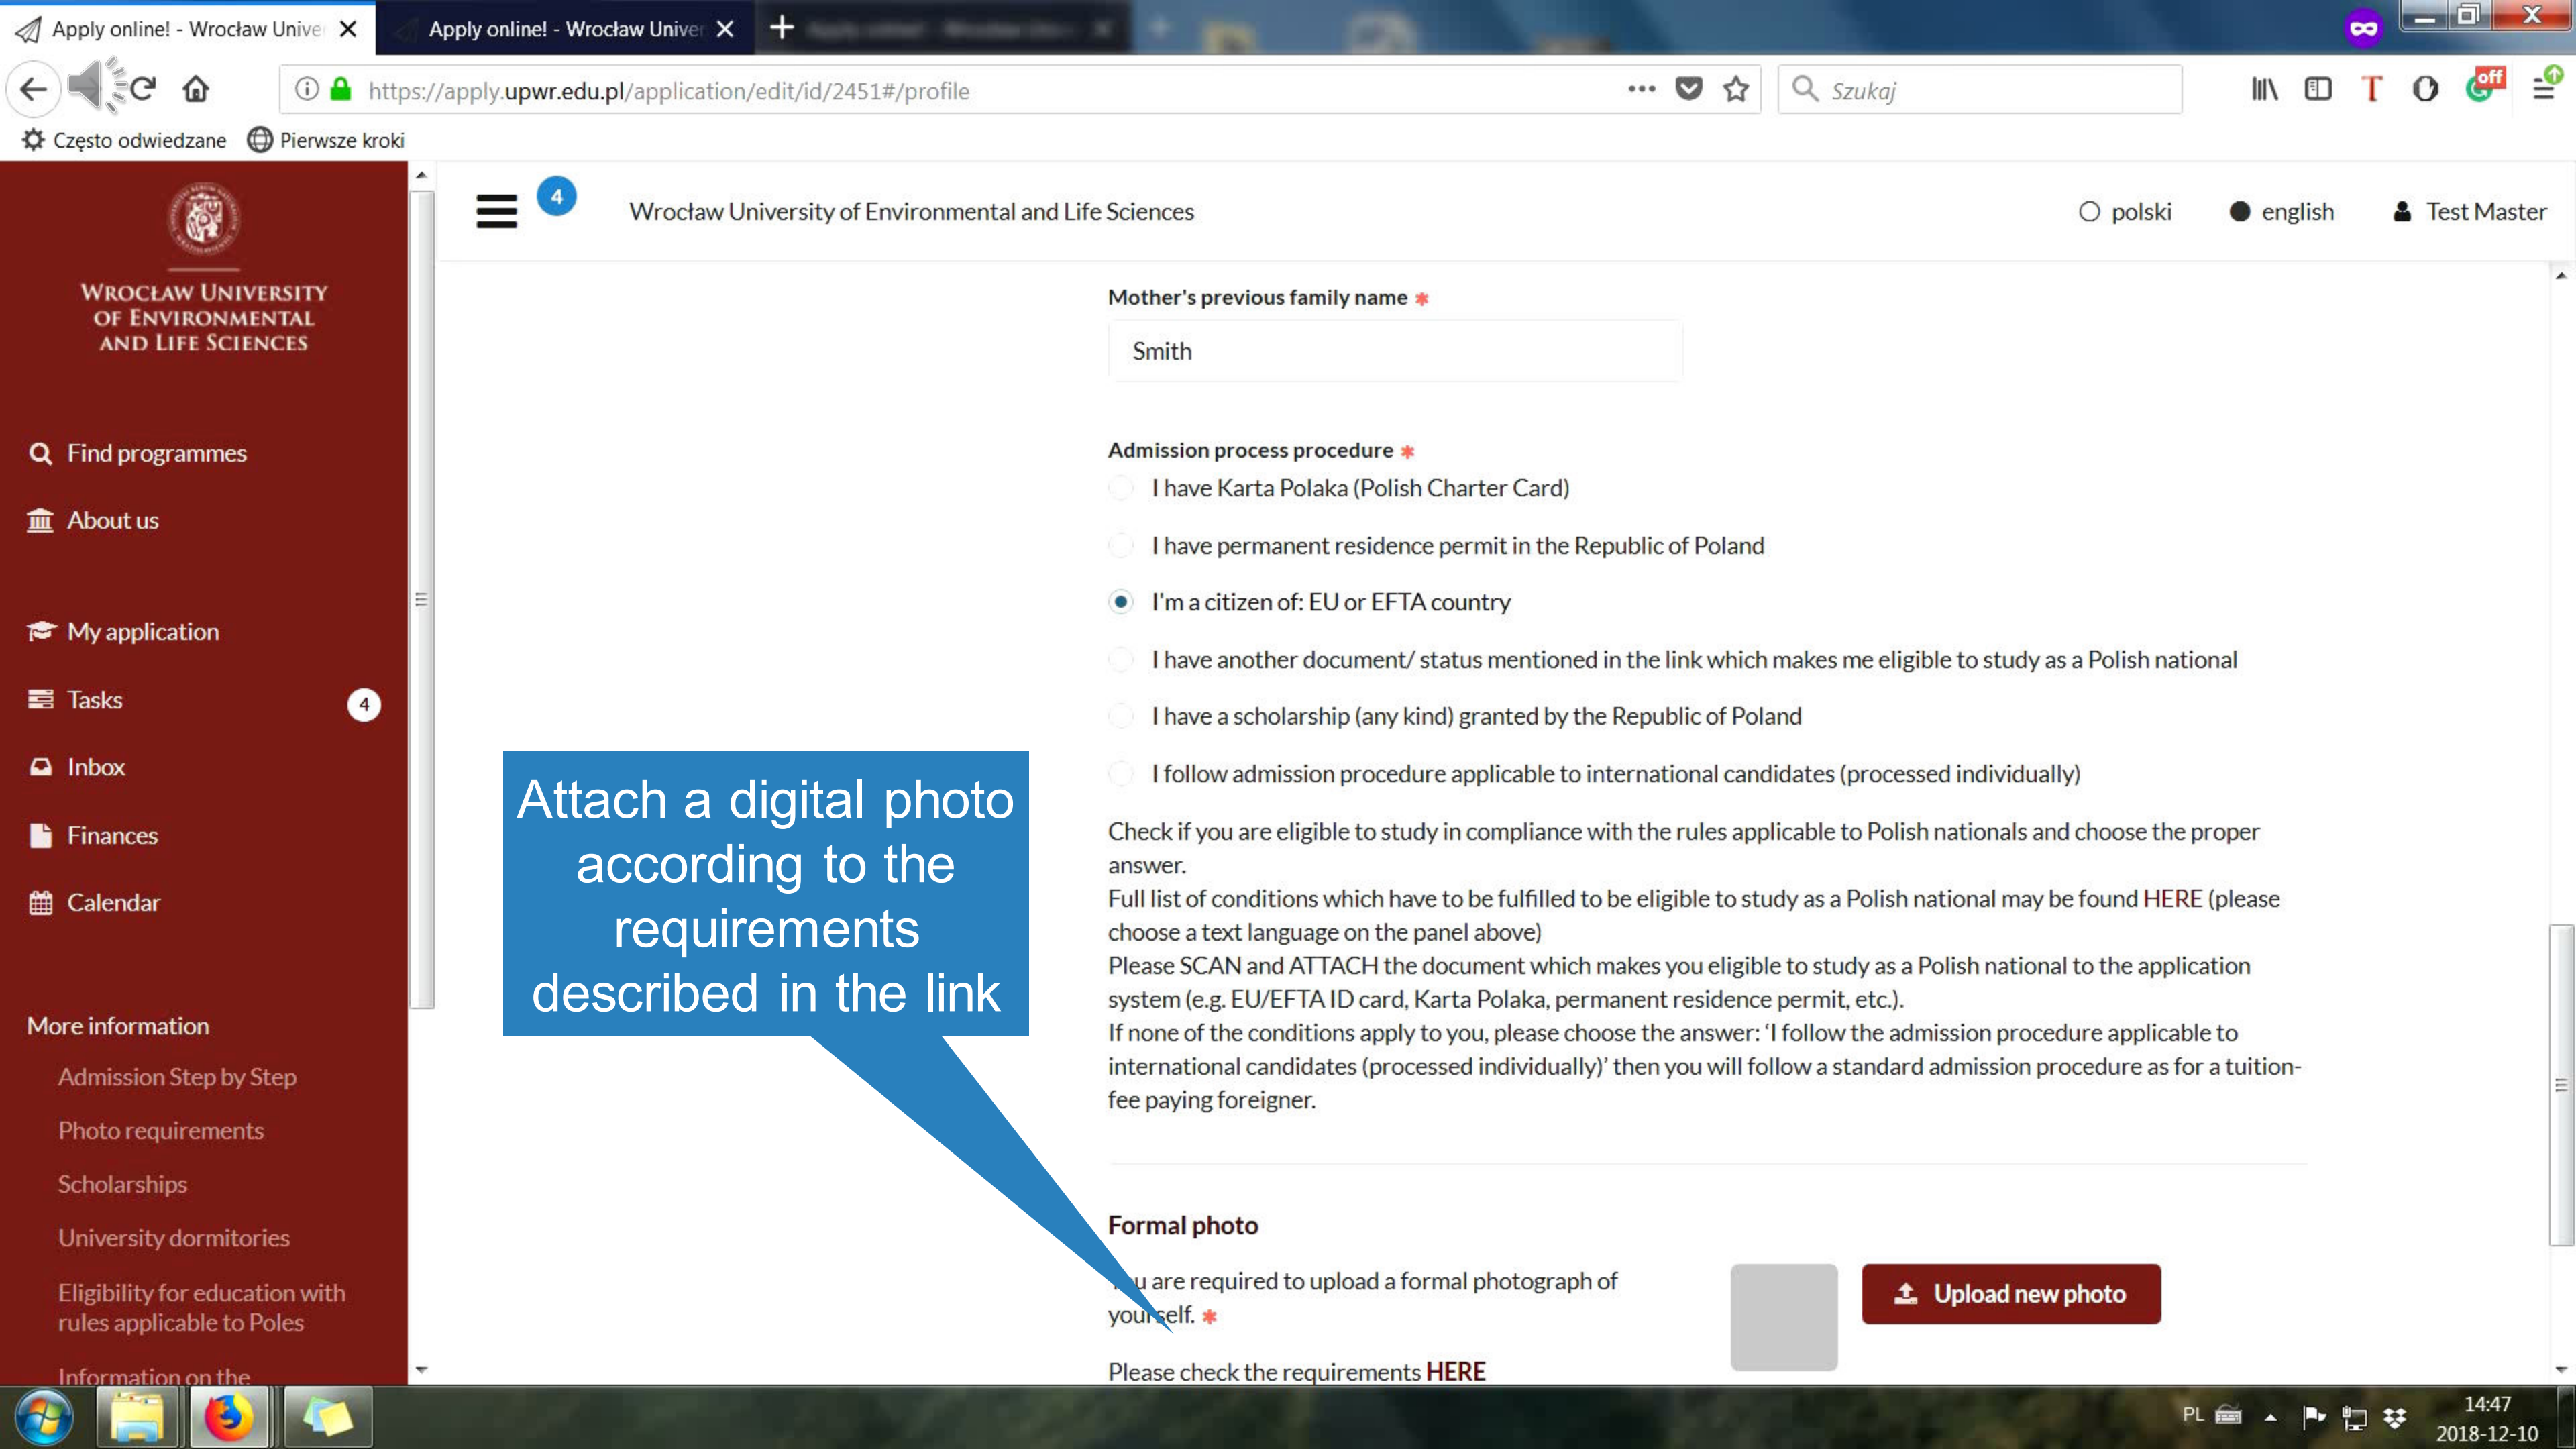 Apply online! - Wrocław Univer
Apply online! - Wrocław Univer
https://apply.upwr.edu.pl/application/edit/id/2451#/profile
Szukaj
off
Często odwiedzane
Pierwsze kroki
WROCŁAW UNIVERSITY
OF ENVIRONMENTAL
AND LIFE SCIENCES
Find programmes
About us
My application
Tasks
4
Inbox
Finances
Calendar
More information
Admission Step by Step
Photo requirements
Scholarships
University dormitories
Eligibility for education with
rules applicable to Poles
Information on the
4
Wrocław University of Environmental and Life Sciences
polski
english
Test Master
Mother's previous family name *
Smith
Admission process procedure *
I have Karta Polaka (Polish Charter Card)
I have permanent residence permit in the Republic of Poland
I'm a citizen of: EU or EFTA country
I have another document/ status mentioned in the link which makes me eligible to study as a Polish national
I have a scholarship (any kind) granted by the Republic of Poland
I follow admission procedure applicable to international candidates (processed individually)
Check if you are eligible to study in compliance with the rules applicable to Polish nationals and choose the proper
answer.
Full list of conditions which have to be fulfilled to be eligible to study as a Polish national may be found HERE (please
choose a text language on the panel above)
Please SCAN and ATTACH the document which makes you eligible to study as a Polish national to the application
system (e.g. EU/EFTA ID card, Karta Polaka, permanent residence permit, etc.).
If none of the conditions apply to you, please choose the answer: ‘I follow the admission procedure applicable to
international candidates (processed individually)’ then you will follow a standard admission procedure as for a tuition-
fee paying foreigner.
Attach a digital photo
according to the
requirements
described in the link
Formal photo
You are required to upload a formal photograph of
yourself. *
Please check the requirements HERE
Upload new photo
PL
14:47
2018-12-10